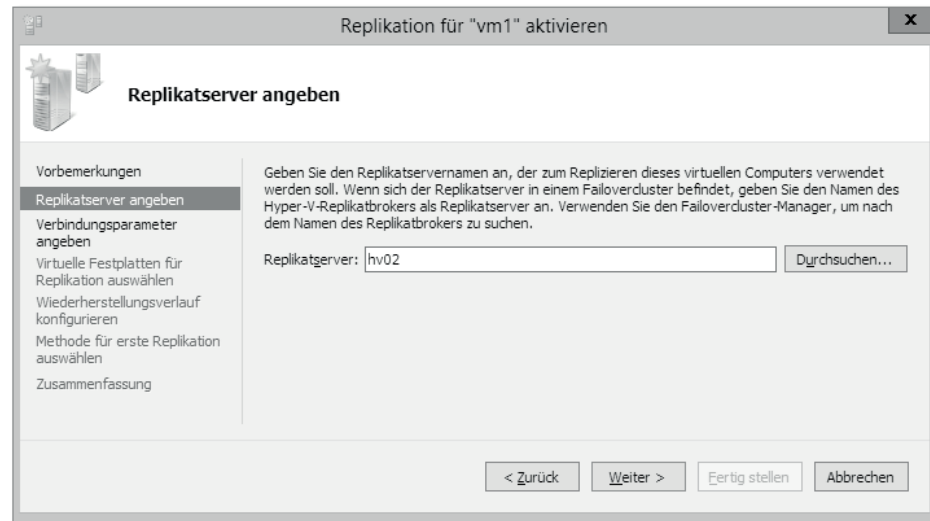 Replikation für "vm1" aktivieren
x
Replikatserver angeben
Vorbemerkungen
Replikatserver angeben
Verbindungsparameter
angeben
Virtuelle Festplatten für
Replikation auswählen
Wiederherstellungsverlauf
konfigurieren
Methode für erste Replikation
auswählen
Zusammenfassung
Geben Sie den Replikatservernamen an, der zum Replizieren dieses virtuellen Computers verwendet
werden soll. Wenn sich der Replikatserver in einem Failovercluster befindet, geben Sie den Namen des
Hyper-V-Replikatbrokers als Replikatserver an. Verwenden Sie den Failovercluster-Manager, um nach
dem Namen des Replikatbrokers zu suchen.
Replikatserver: hv02 Durchsuchen...
< Zurück Weiter > Fertig stellen Abbrechen